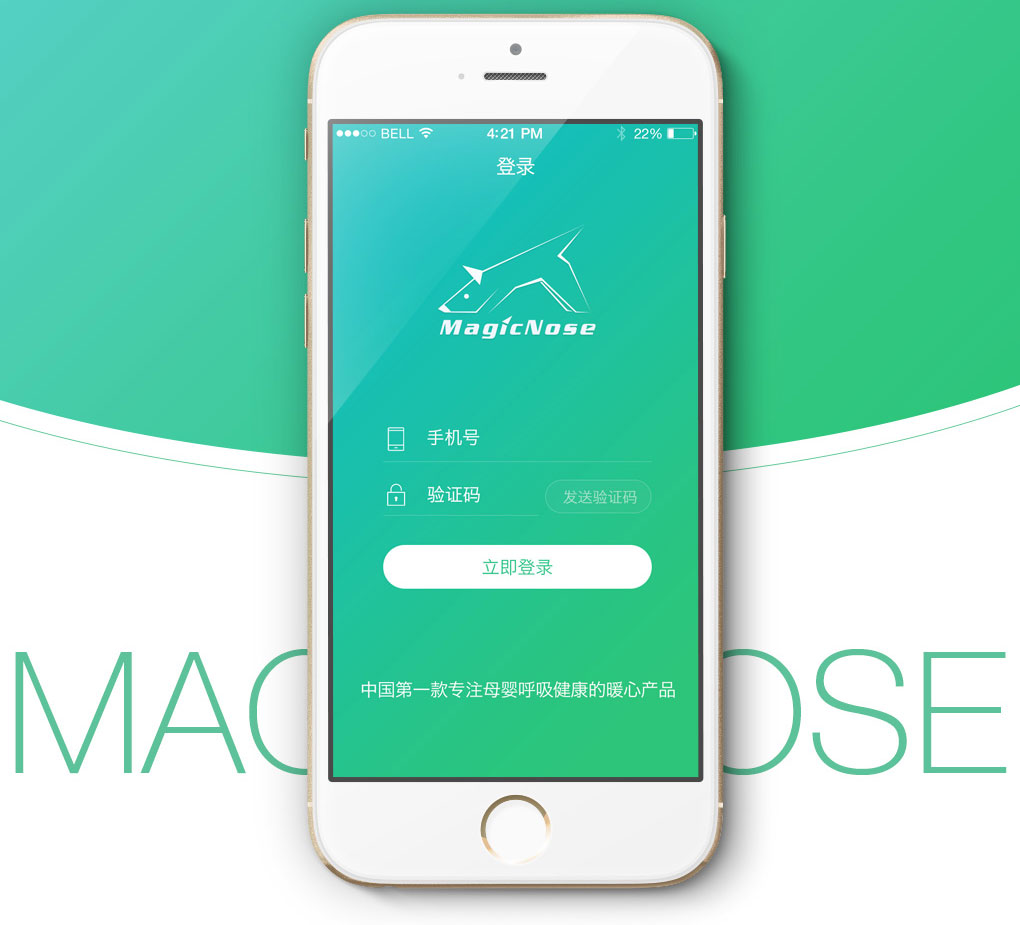 BELL 4:21 PM 22%
登录
MagicNose
手机号
验证码 发送验证码
立即登录
中国第一款专注母婴呼吸健康的暖心产品
MAG OSE